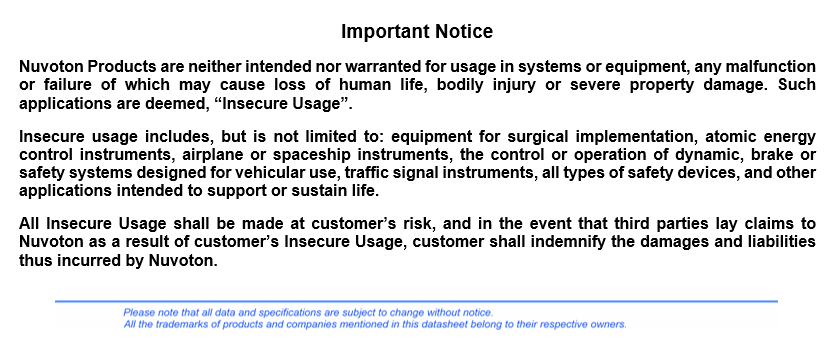 Important Notice
Nuvoton Products are neither intended nor warranted for usage in systems or equipment, any malfunction
or failure of which may cause loss of human life, bodily injury or severe property damage. Such
applications are deemed, “Insecure Usage”.
Insecure usage includes, but is not limited to: equipment for surgical implementation, atomic energy
control instruments, airplane or spaceship instruments, the control or operation of dynamic, brake or
safety systems designed for vehicular use, traffic signal instruments, all types of safety devices, and other
applications intended to support or sustain life.
All Insecure Usage shall be made at customer’s risk, and in the event that third parties lay claims to
Nuvoton as a result of customer’s Insecure Usage, customer shall indemnify the damages and liabilities
thus incurred by Nuvoton.
Please note that all data and specifications are subject to change without notice.
All the trademarks of products and companies mentioned in this datasheet belong to their respective owners.